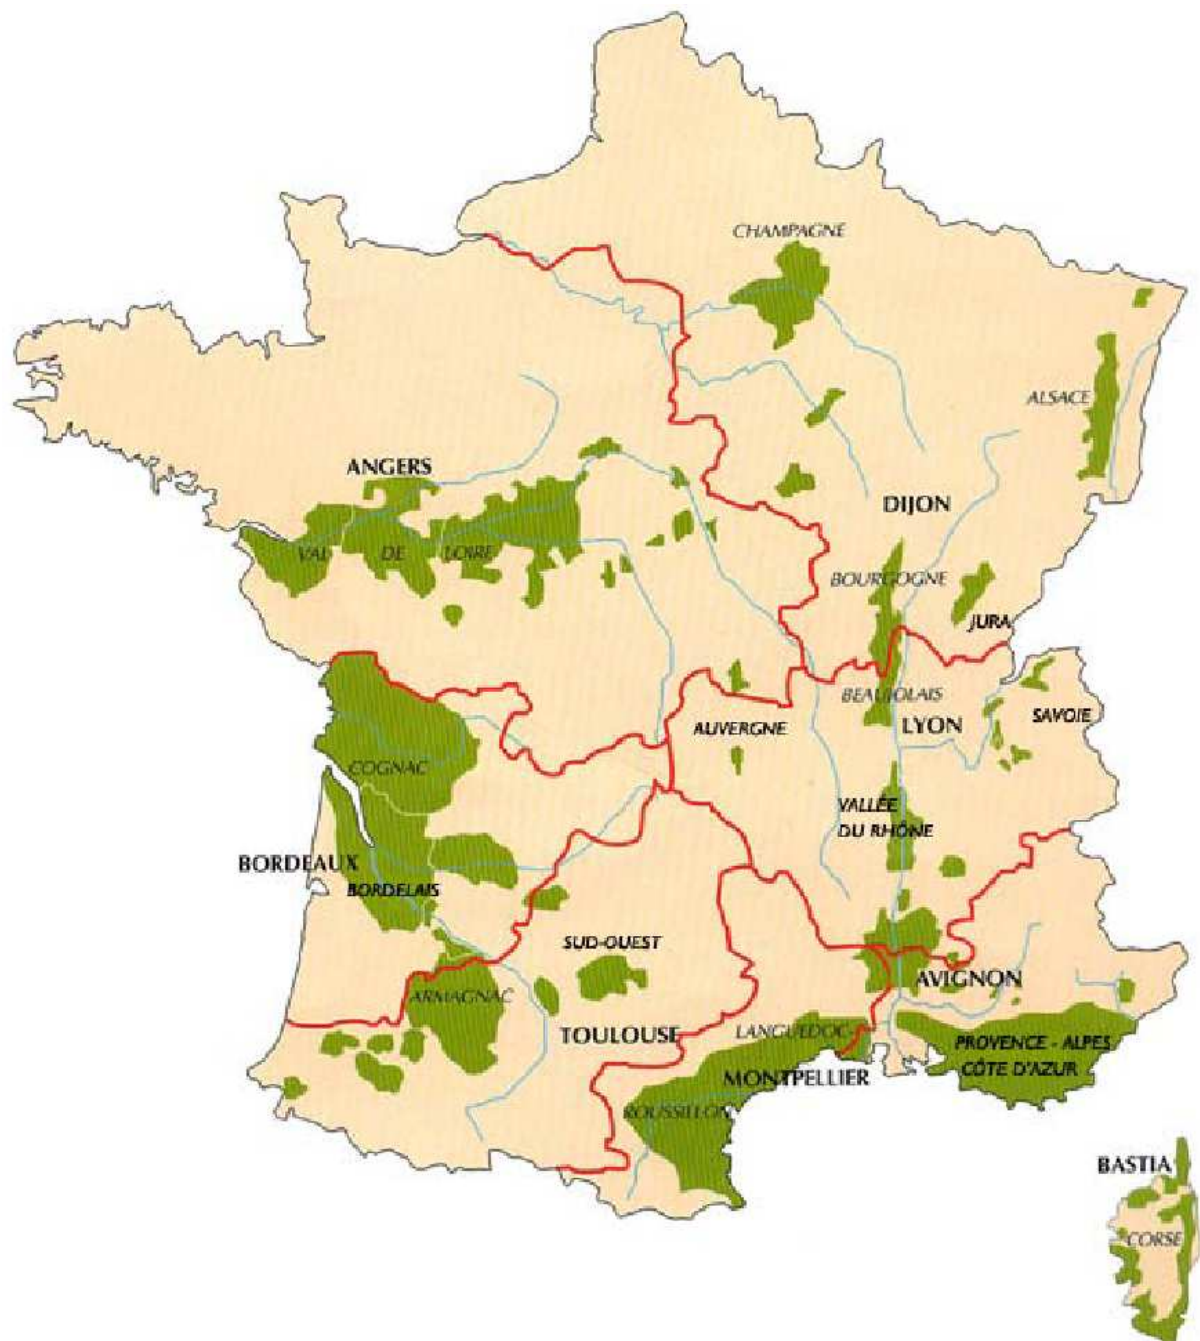 CHAMPAGNE
ALSACE
ANGERS
DIJON
VAL DE LOIRE
BOURGOGNE
JURA
BEAUJOLAIS
AUVERGNE
LYON
SAVOIE
COGNAC
VALLÉE
DU RHÔNE
BORDEAUX
BORDELAIS
SUD-OUEST
AVIGNON
ARMAGNAC
TOULOUSE
LANGUEDOC-
PROVENCE - ALPES
CÔTE D'AZUR
MONTPELLIER
ROUSSILLON
BASTIA
CORSE